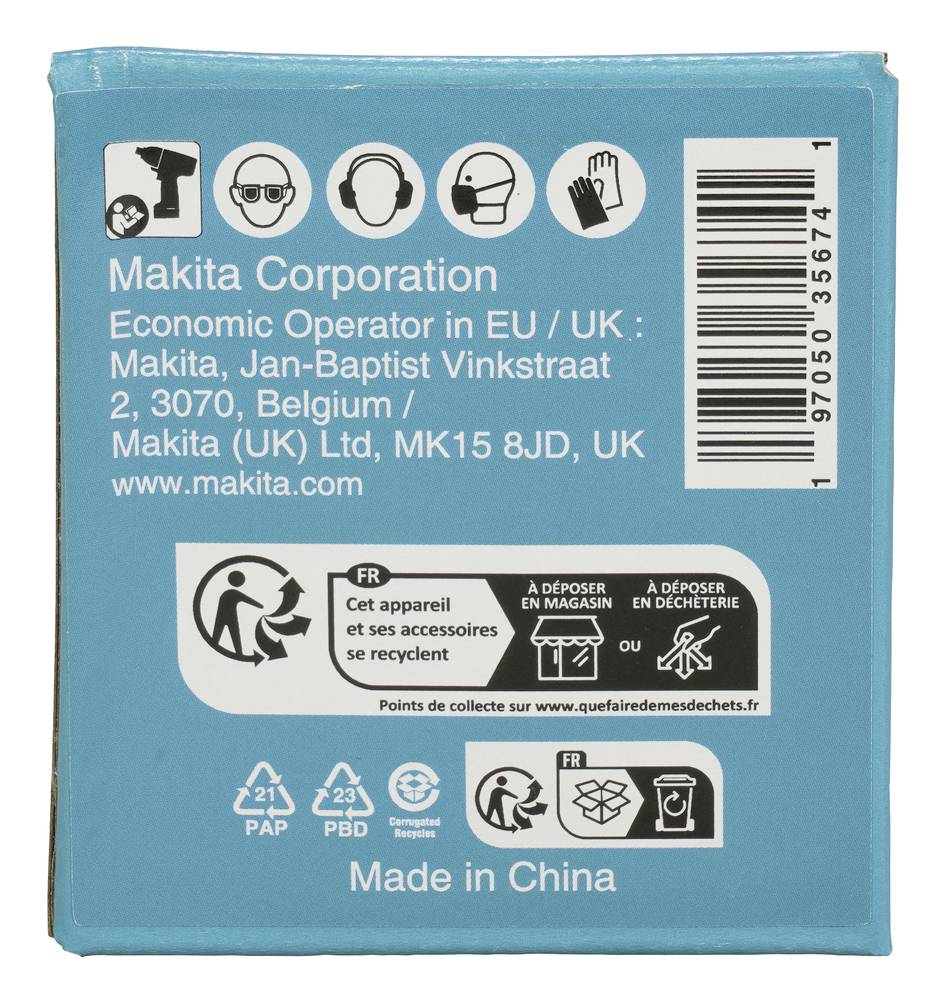 Makita Corporation
Economic Operator in EU / UK :
Makita, Jan-Baptist Vinkstraat
2, 3070, Belgium /
Makita (UK) Ltd, MK15 8JD, UK
www.makita.com
1 97050 35674 1
FR
Cet appareil
et ses accessoires
se recyclent
À DÉPOSER
EN MAGASIN
OU
À DÉPOSER
EN DÉCHÈTERIE
Points de collecte sur www.quefairedemesdechets.fr
21
PAP
23
PBD
Corrugated
Recycles
FR
Made in China